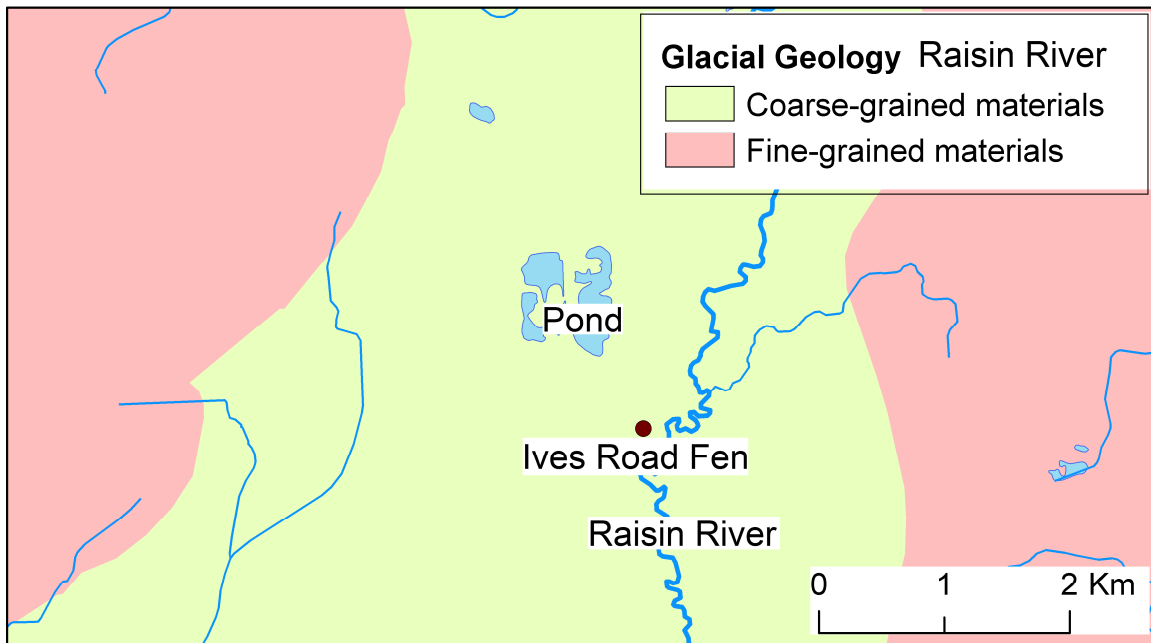 Glacial Geology Raisin River
Coarse-grained materials
Fine-grained materials
Pond
Ives Road Fen
Raisin River
0 1 2 Km